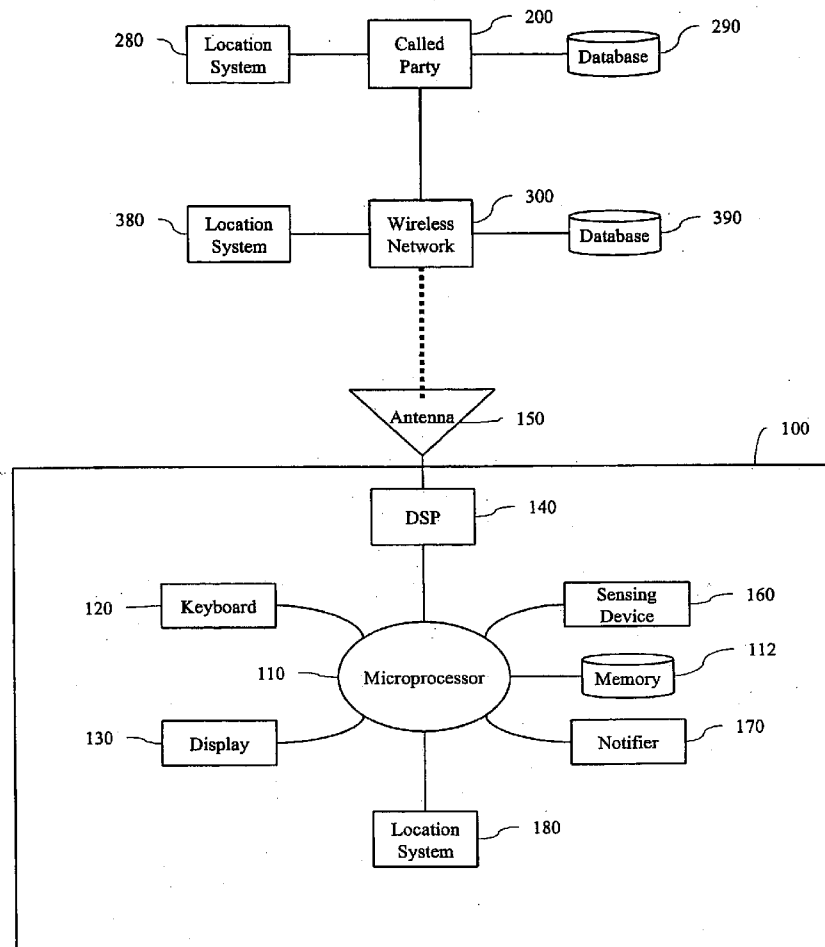 200
280
Location
System
Called
Party
Database
290
300
380
Location
System
Wireless
Network
Database
390
Antenna
150
100
DSP
140
120
Keyboard
Sensing
Device
160
110
Microprocessor
Memory
112
130
Display
Notifier
170
Location
System
180